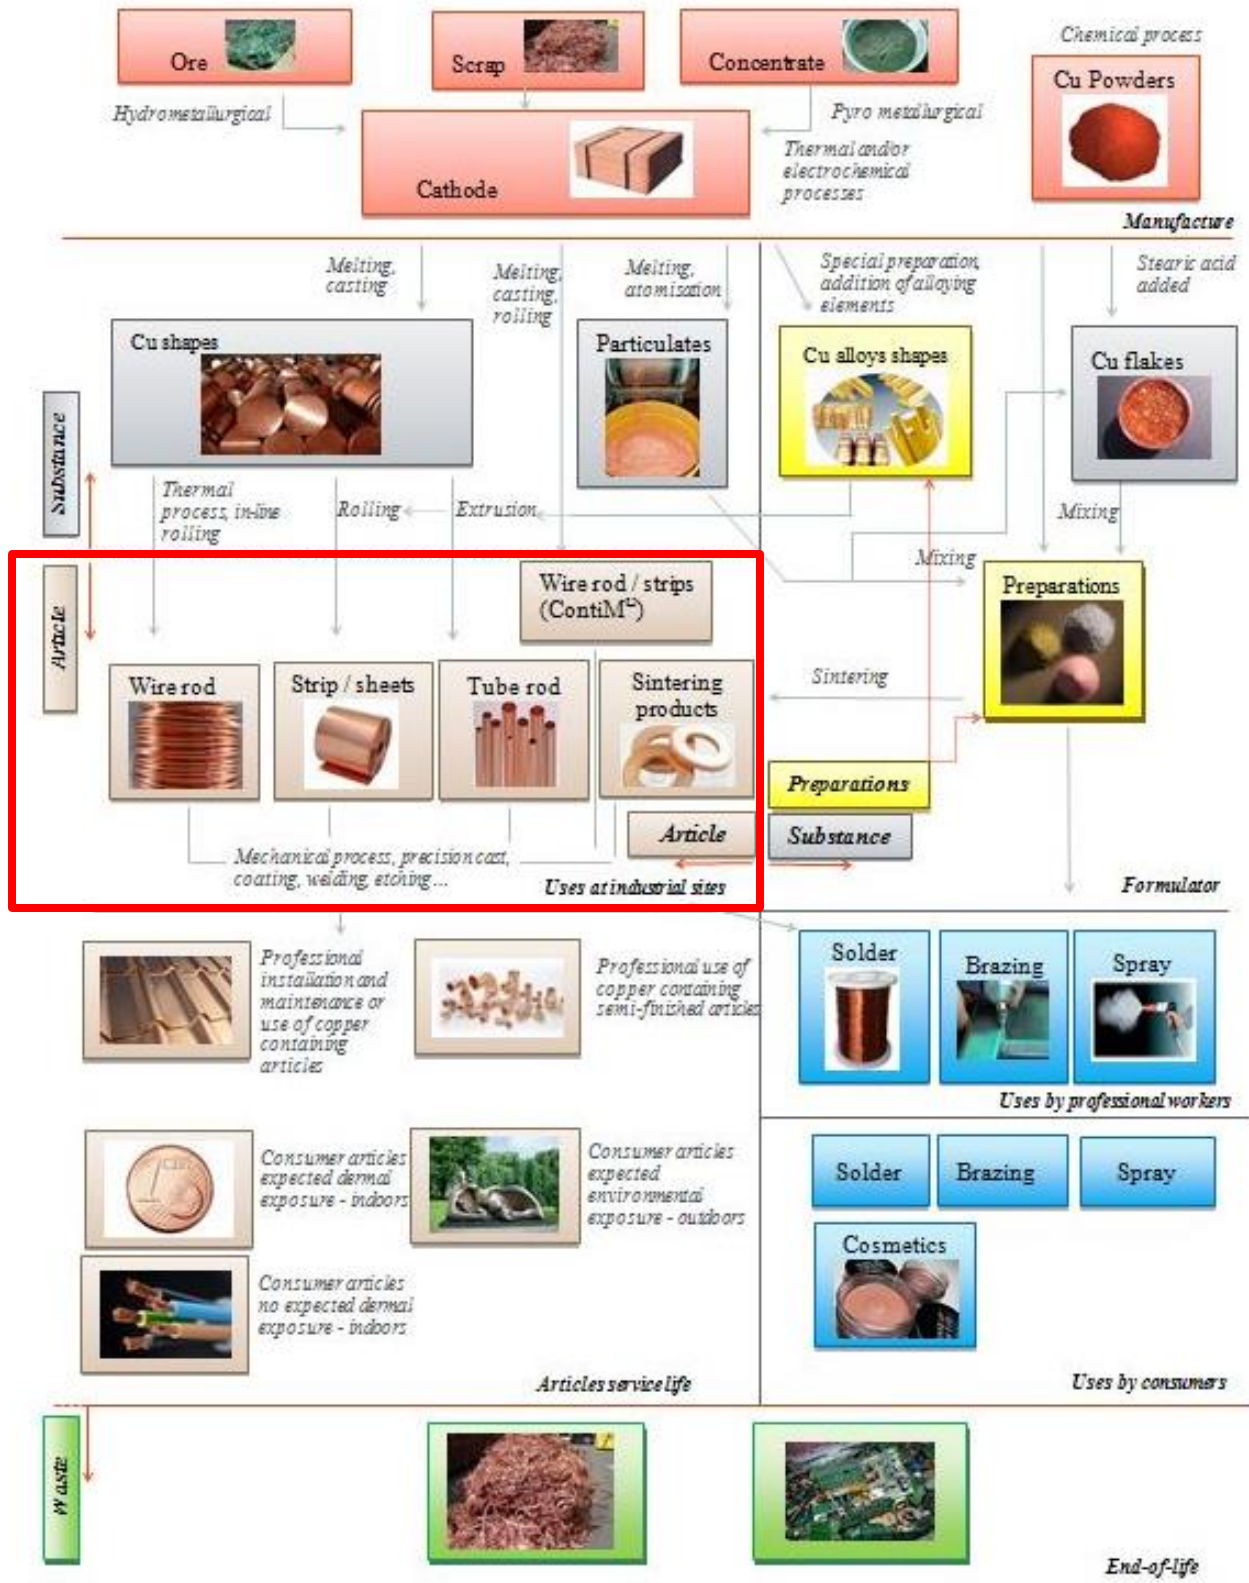 Ore
Scrap
Concentrate
Chemical process
Cu Powders
Hydrometallurgical
Pyro metallurgical
Cathode
Thermal and/or
electrochemical
processes
Manufacture
Melting,
casting
Melting,
casting,
rolling
Melting,
atomisation
Special preparation,
addition of alloying
elements
Stearic acid
added
Cu shapes
Particulates
Cu alloys shapes
Cu flakes
Substance
Thermal
process, in-line
rolling
Rolling
Extrusion
Mixing
Mixing
Article
Wire rod / strips
(ContiM
Preparations
Wire rod
Strip / sheets
Tube rod
Sintering
products
Sintering
Preparations
Article
Substance
Mechanical process, precision cast,
coating, welding, etching...
Uses at industrial sites
Formulator
Professional
installation and
maintenance or
use of copper
containing
articles
Professional use of
copper containing
semi-finished articles
Solder
Brazing
Spray
Uses by professional workers
Consumer articles
expected dermal
exposure - indoors
Consumer articles
expected
environmental
exposure - outdoors
Solder
Brazing
Spray
Cosmetics
Consumer articles
no expected dermal
exposure - indoors
Articles service life
Uses by consumers
Waste
End-of-life